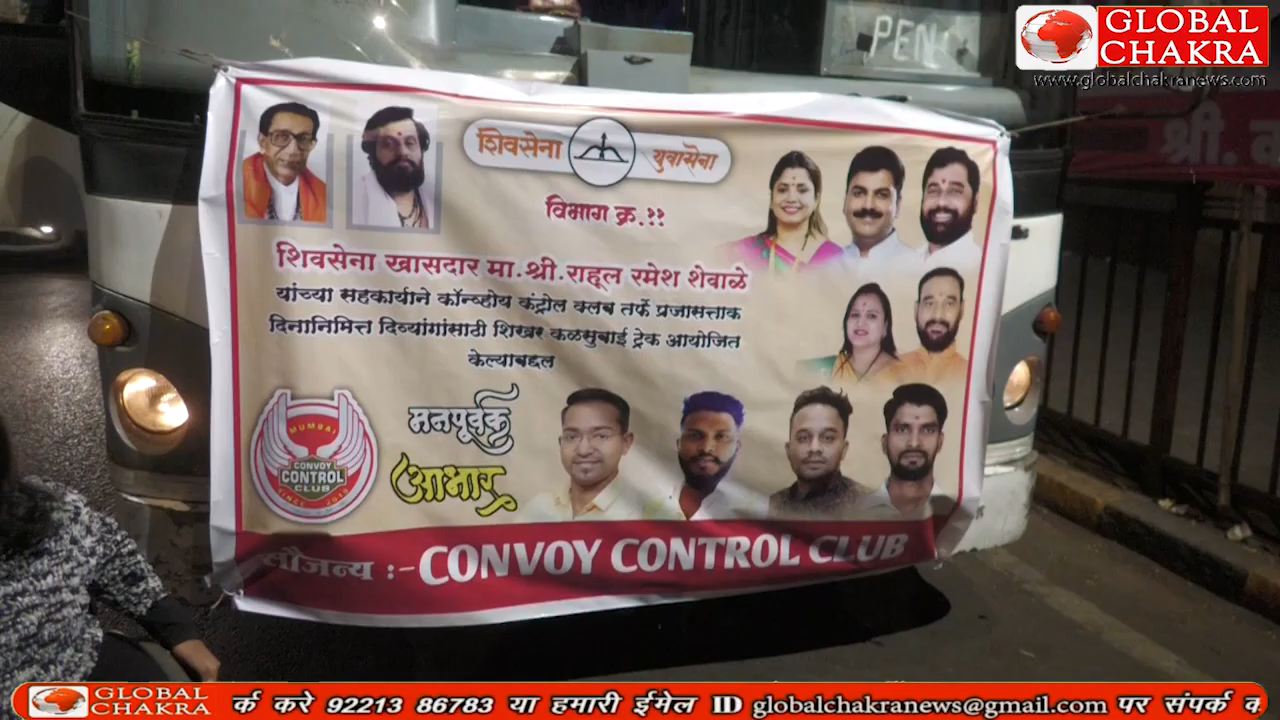 PEN
GLOBAL
CHAKRA
www.globalchakranews.com
श्री.
शिवसेना युवासेना
विभाग क्र.११
शिवसेना खासदार मा.श्री.राहूल रमेश शेवाळे
यांच्या सहकार्याने कॉन्व्होय कंट्रोल क्लब तर्फे प्रजासत्ताक
दिनानिमित्त दिव्यांगांसाठी शिखर कळसुबाई ट्रेक आयोजित
केल्याबद्दल
मनपूर्वक
आभार
MUMBAI
CONVOY
CONTROL
CLUB
SINCE - 2019
सौजन्य :- CONVOY CONTROL CLUB
GLOBAL
CHAKRA
र्क करे 92213 86783 या हमारी ईमेल ID globalchakranews@gmail.com पर संपर्क